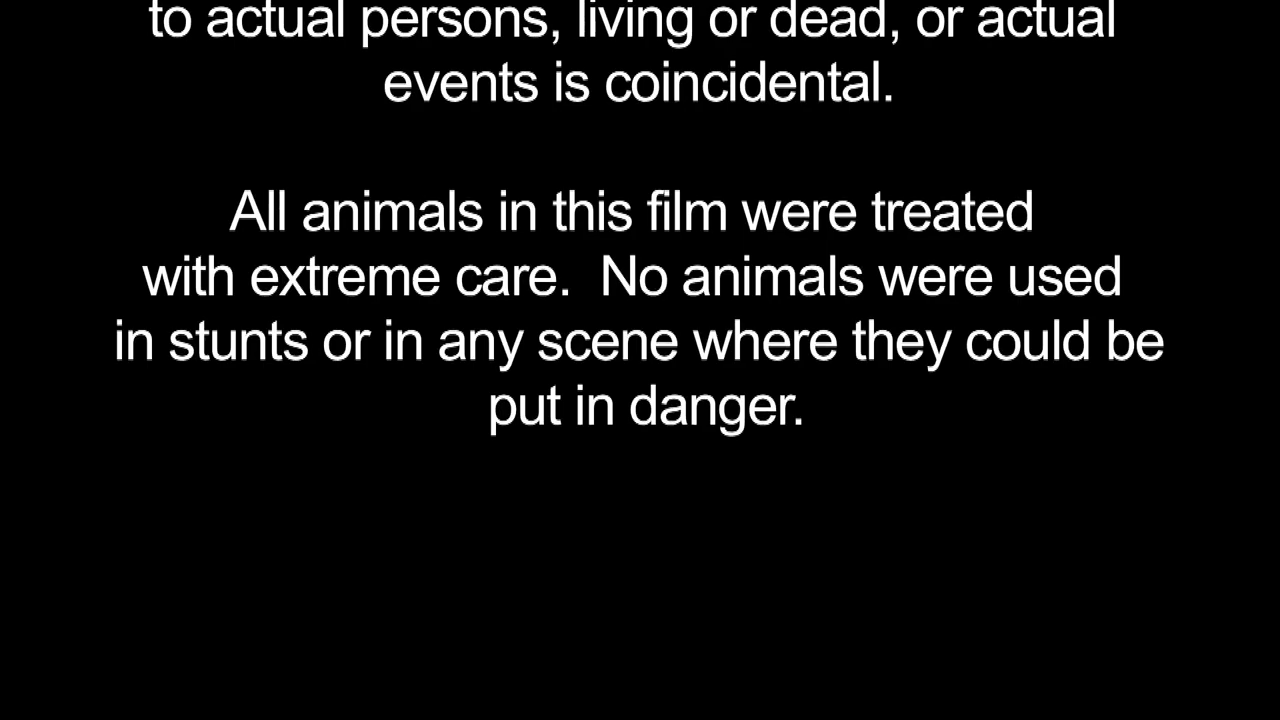 to actual persons, living or dead, or actual
events is coincidental.
All animals in this film were treated
with extreme care.  No animals were used
in stunts or in any scene where they could be
put in danger.